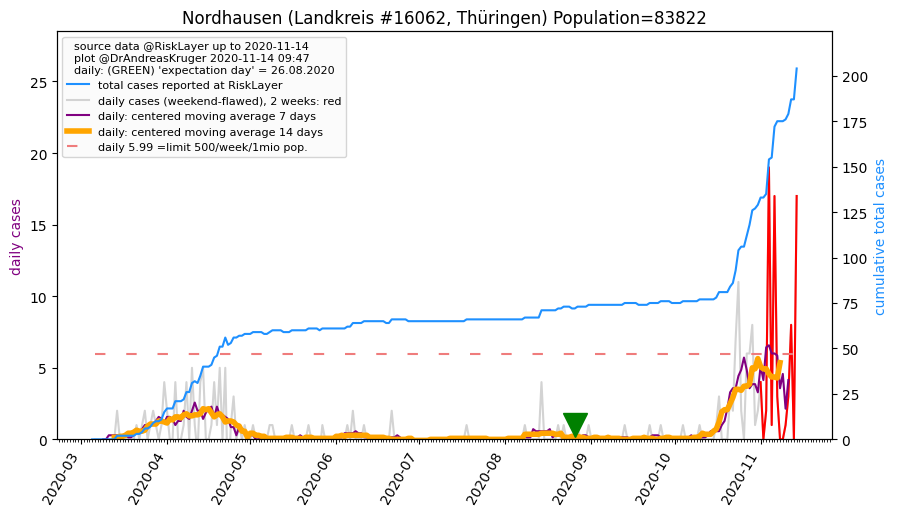 Nordhausen (Landkreis #16062, Thüringen) Population=83822
source data @RiskLayer up to 2020-11-14
plot @DrAndreasKruger 2020-11-14 09:47
daily: (GREEN) 'expectation day' = 26.08.2020
total cases reported at RiskLayer
daily cases (weekend-flawed), 2 weeks: red
daily: centered moving average 7 days
daily: centered moving average 14 days
daily 5.99 =limit 500/week/1mio pop.
daily cases
25
20
15
10
5
0
cumulative total cases
200
175
150
125
100
75
50
25
0
2020-03
2020-04
2020-05
2020-06
2020-07
2020-08
2020-09
2020-10
2020-11